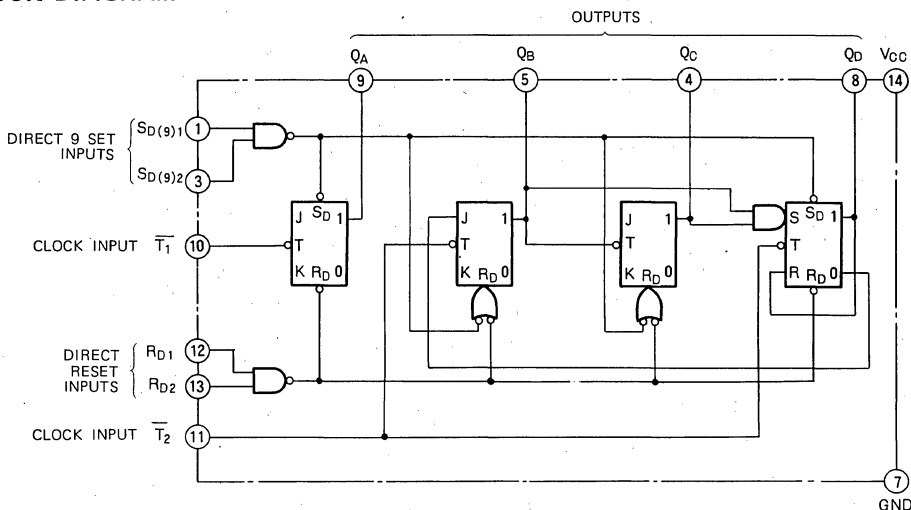 OUTPUTS
QA QB QC QD VCC
9 5 4 8 14
DIRECT 9 SET INPUTS
SD(9)1 1
SD(9)2 3
CLOCK INPUT T̅1̅ 10
J SD 1
T
K RD 0
J 1
T
K RD 0
J 1
T
K RD 0
S SD 1
T
R RD 0
DIRECT RESET INPUTS
RD1 12
RD2 13
CLOCK INPUT T̅2̅ 11
7
GND